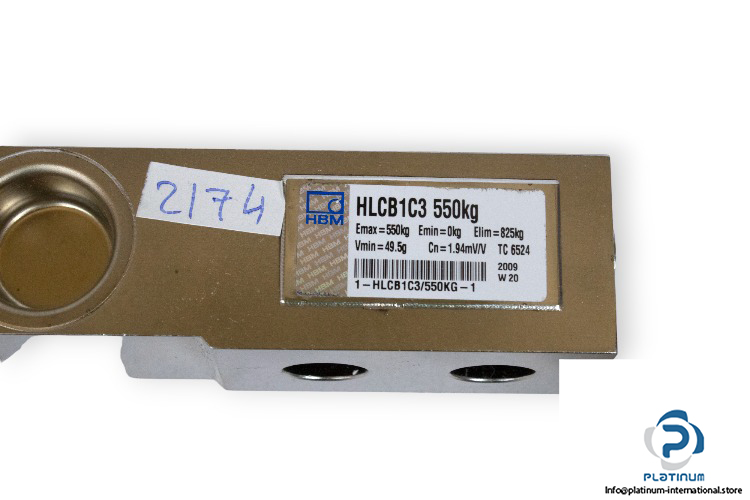 2174
HBM
HLCB1C3 550kg
Emax=550kg Emin=0kg Elim=825kg
Vmin=49.5g Cn=1.94mV/V TC 6524
2009
W 20
1-HLCB1C3/550KG-1
PLATINUM
Info@platinum-international.store